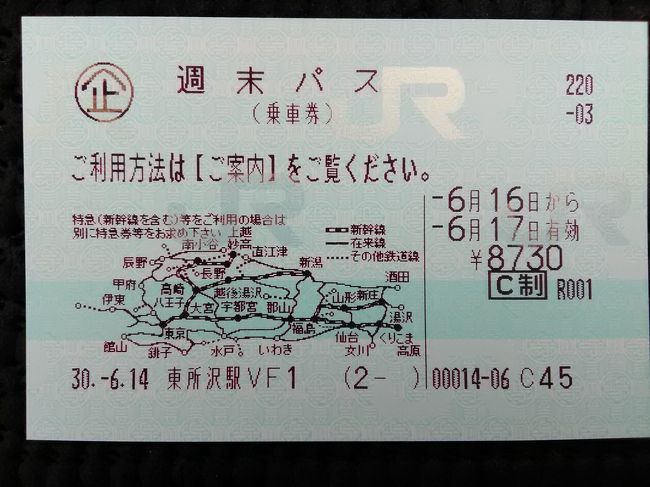 企 週末パス 220
(乗車券) -03
JR
ご利用方法は【ご案内】をご覧ください。
-6月16日から
-6月17日有効
¥8730
C制 R001
特急(新幹線を含む)等をご利用の場合は
別に特急券等をお求め下さい
新幹線
在来線
その他鉄道線
上越
南小谷 妙高 直江津
辰野 長野 新潟 酒田
甲府 高崎 越後湯沢 山形 新庄
伊東 八王子 大宮 宇都宮 郡山 湯沢
東京 福島 仙台 くりこま
館山 銚子 水戸 いわき 女川 高原
30.-6.14 東所沢駅VF1 (2- ) 00014-06 C45